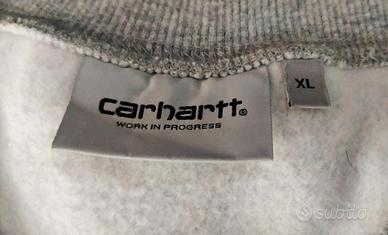 carhartt®
WORK IN PROGRESS
XL
subito